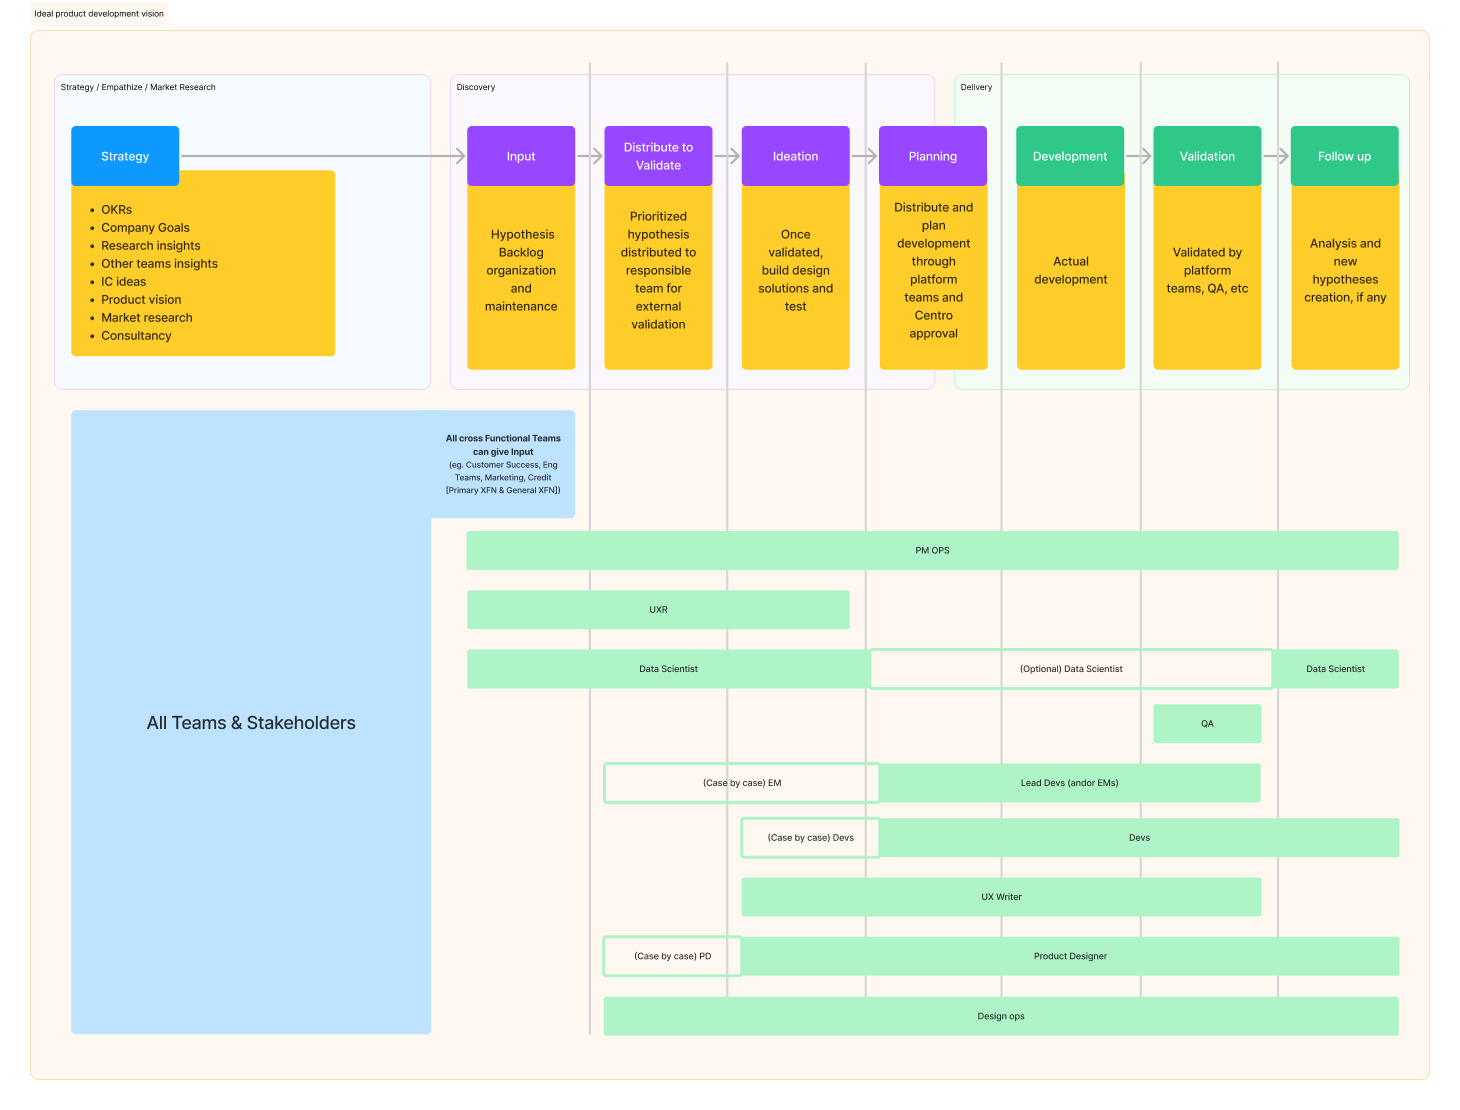 Ideal product development vision
Strategy / Empathize / Market Research
Discovery
Delivery
Strategy
Input
Distribute to
Validate
Ideation
Planning
Development
Validation
Follow up
• OKRs
• Company Goals
• Research insights
• Other teams insights
• IC ideas
• Product vision
• Market research
• Consultancy
Hypothesis
Backlog
organization
and
maintenance
Prioritized
hypothesis
distributed to
responsible
team for
external
validation
Once
validated,
build design
solutions and
test
Distribute and
plan
development
through
platform
teams and
Centro
approval
Actual
development
Validated by
platform
teams, QA, etc
Analysis and
new
hypotheses
creation, if any
All cross Functional Teams
can give Input
(eg. Customer Success, Eng
Teams, Marketing, Credit
[Primary XFN & General XFN])
All Teams & Stakeholders
PM OPS
UXR
Data Scientist
(Optional) Data Scientist
Data Scientist
QA
(Case by case) EM
Lead Devs (andor EMs)
(Case by case) Devs
Devs
UX Writer
(Case by case) PD
Product Designer
Design ops